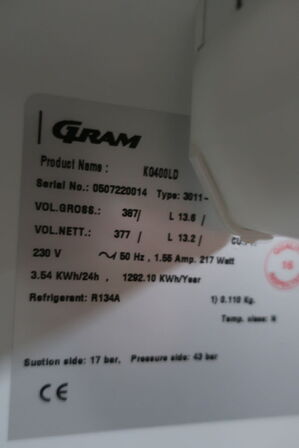 GRAM
Product Name : KG400LD
Serial No.: 0507220014 Type: 3011-
VOL.GROSS.: 387/ L 13.6 /
VOL.NETT.: 377 / L 13.2 /
230 V ~ 50 Hz , 1.55 Amp. 217 Watt
3.54 KWh/24h , 1292.10 KWh/Year
Refrigerant: R134A 1) 0.110 Kg.
Temp. class: N
Suction side: 17 bar, Pressure side: 43 bar
CE